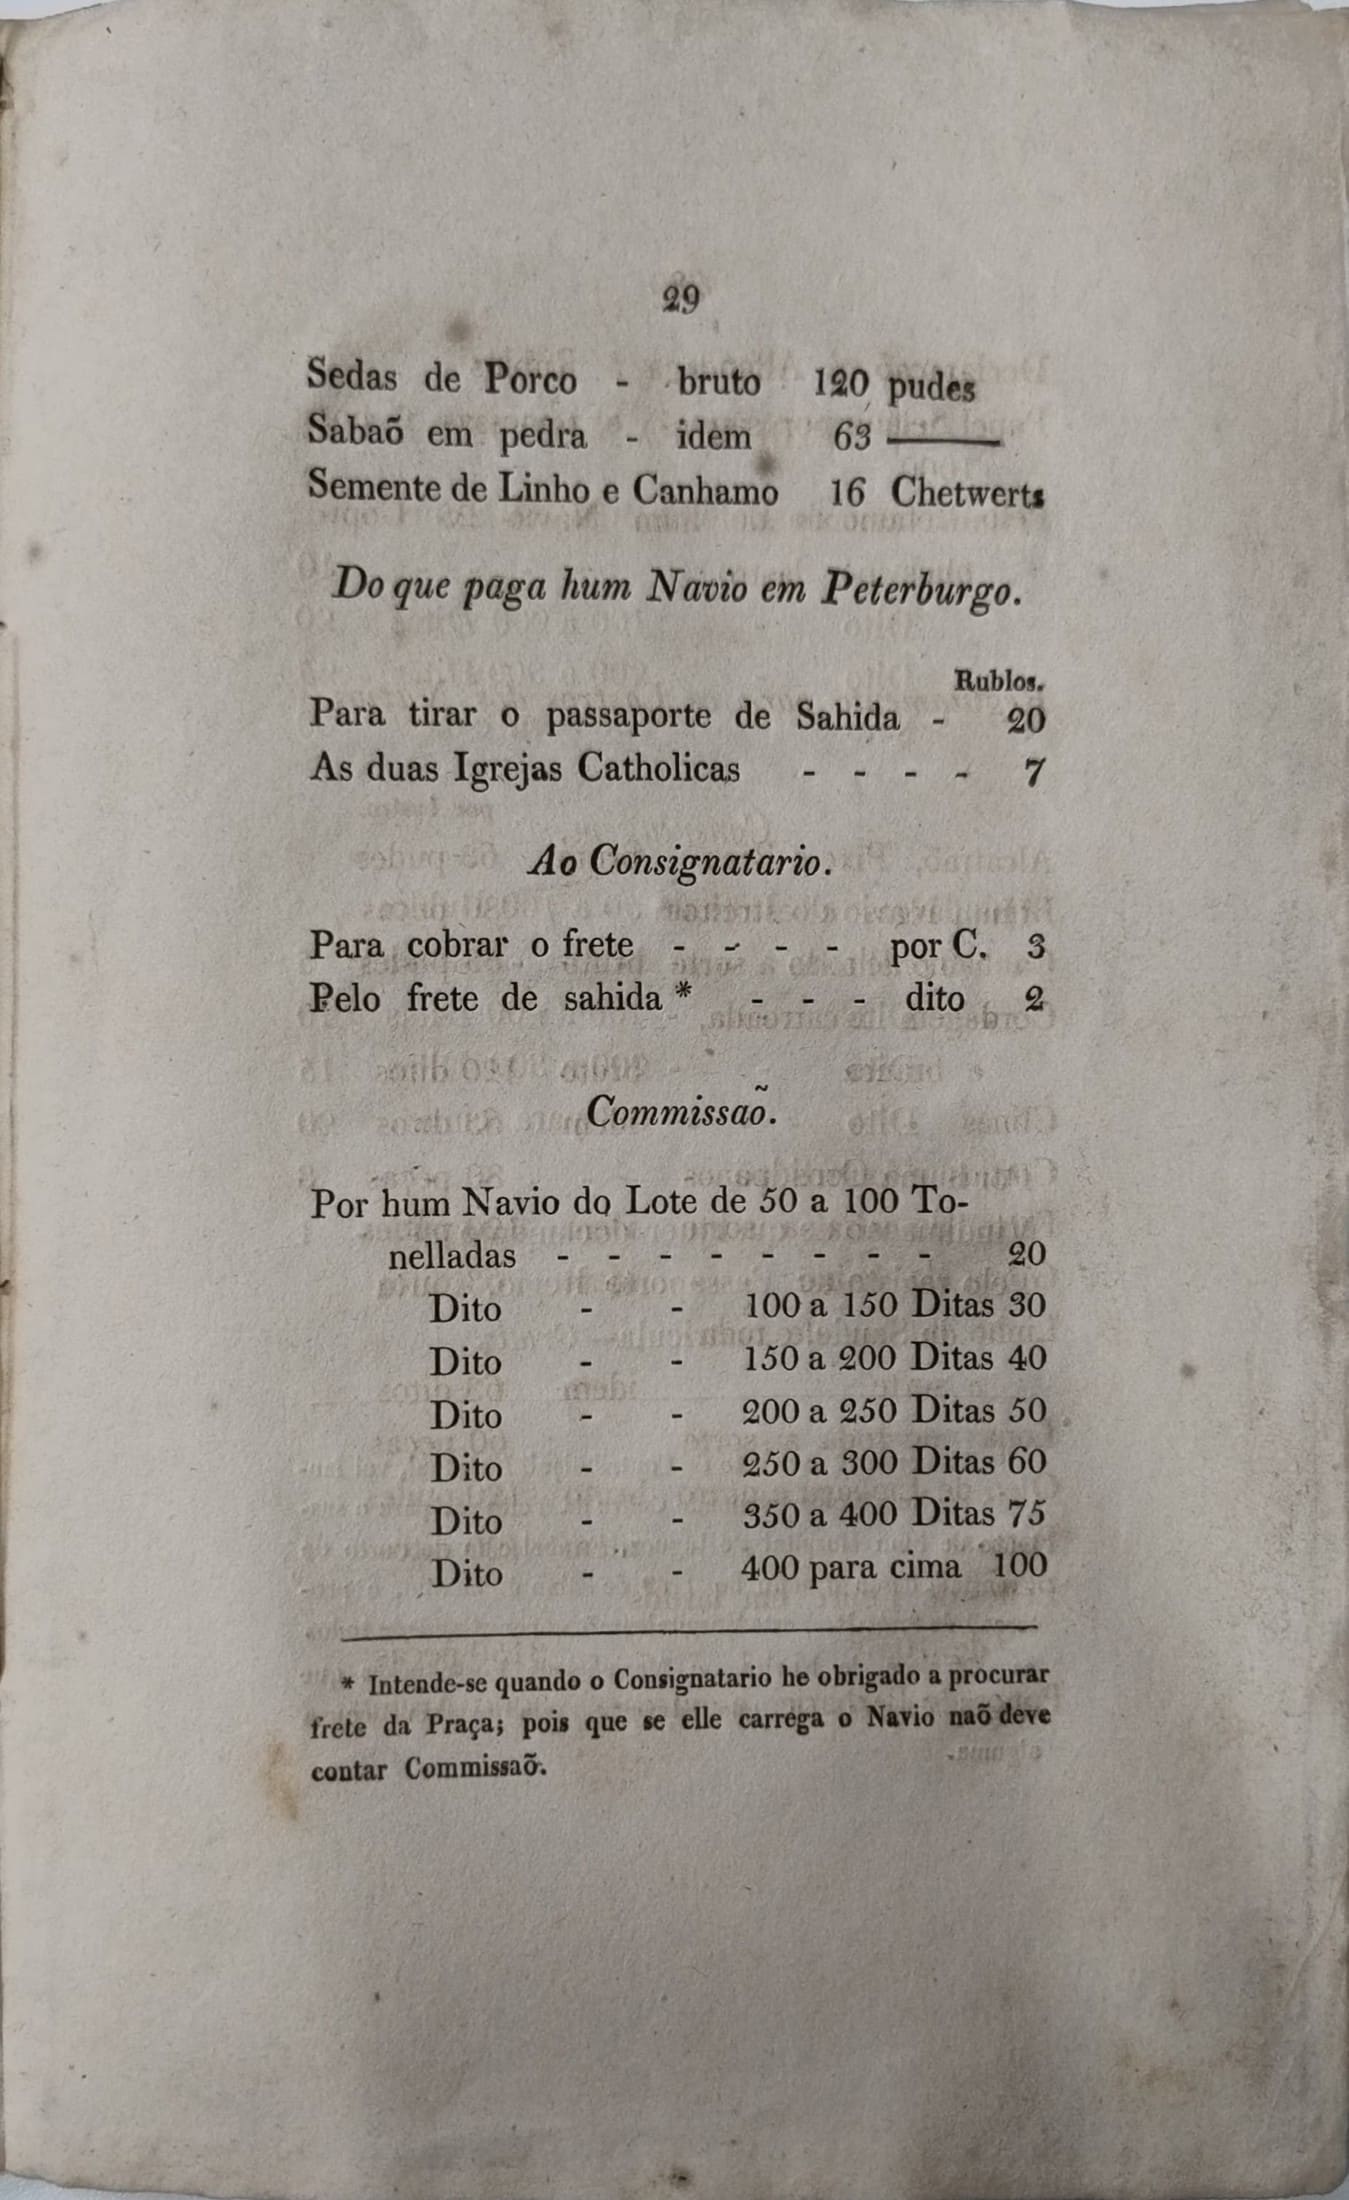 29
Sedas de Porco - bruto 120 pudes
Sabaõ em pedra - idem 63 ———
Semente de Linho e Canhamo 16 Chetwerts
Do que paga hum Navio em Peterburgo.
Rublos.
Para tirar o passaporte de Sahida - 20
As duas Igrejas Catholicas - - - - 7
Ao Consignatario.
Para cobrar o frete - - - - por C. 3
Pelo frete de sahida * - - - dito 2
Commissaõ.
Por hum Navio do Lote de 50 a 100 To-
nelladas - - - - - - - - 20
Dito - - 100 a 150 Ditas 30
Dito - - 150 a 200 Ditas 40
Dito - - 200 a 250 Ditas 50
Dito - - 250 a 300 Ditas 60
Dito - - 350 a 400 Ditas 75
Dito - - 400 para cima 100
* Intende-se quando o Consignatario he obrigado a procurar
frete da Praça; pois que se elle carrega o Navio naõ deve
contar Commissaõ.